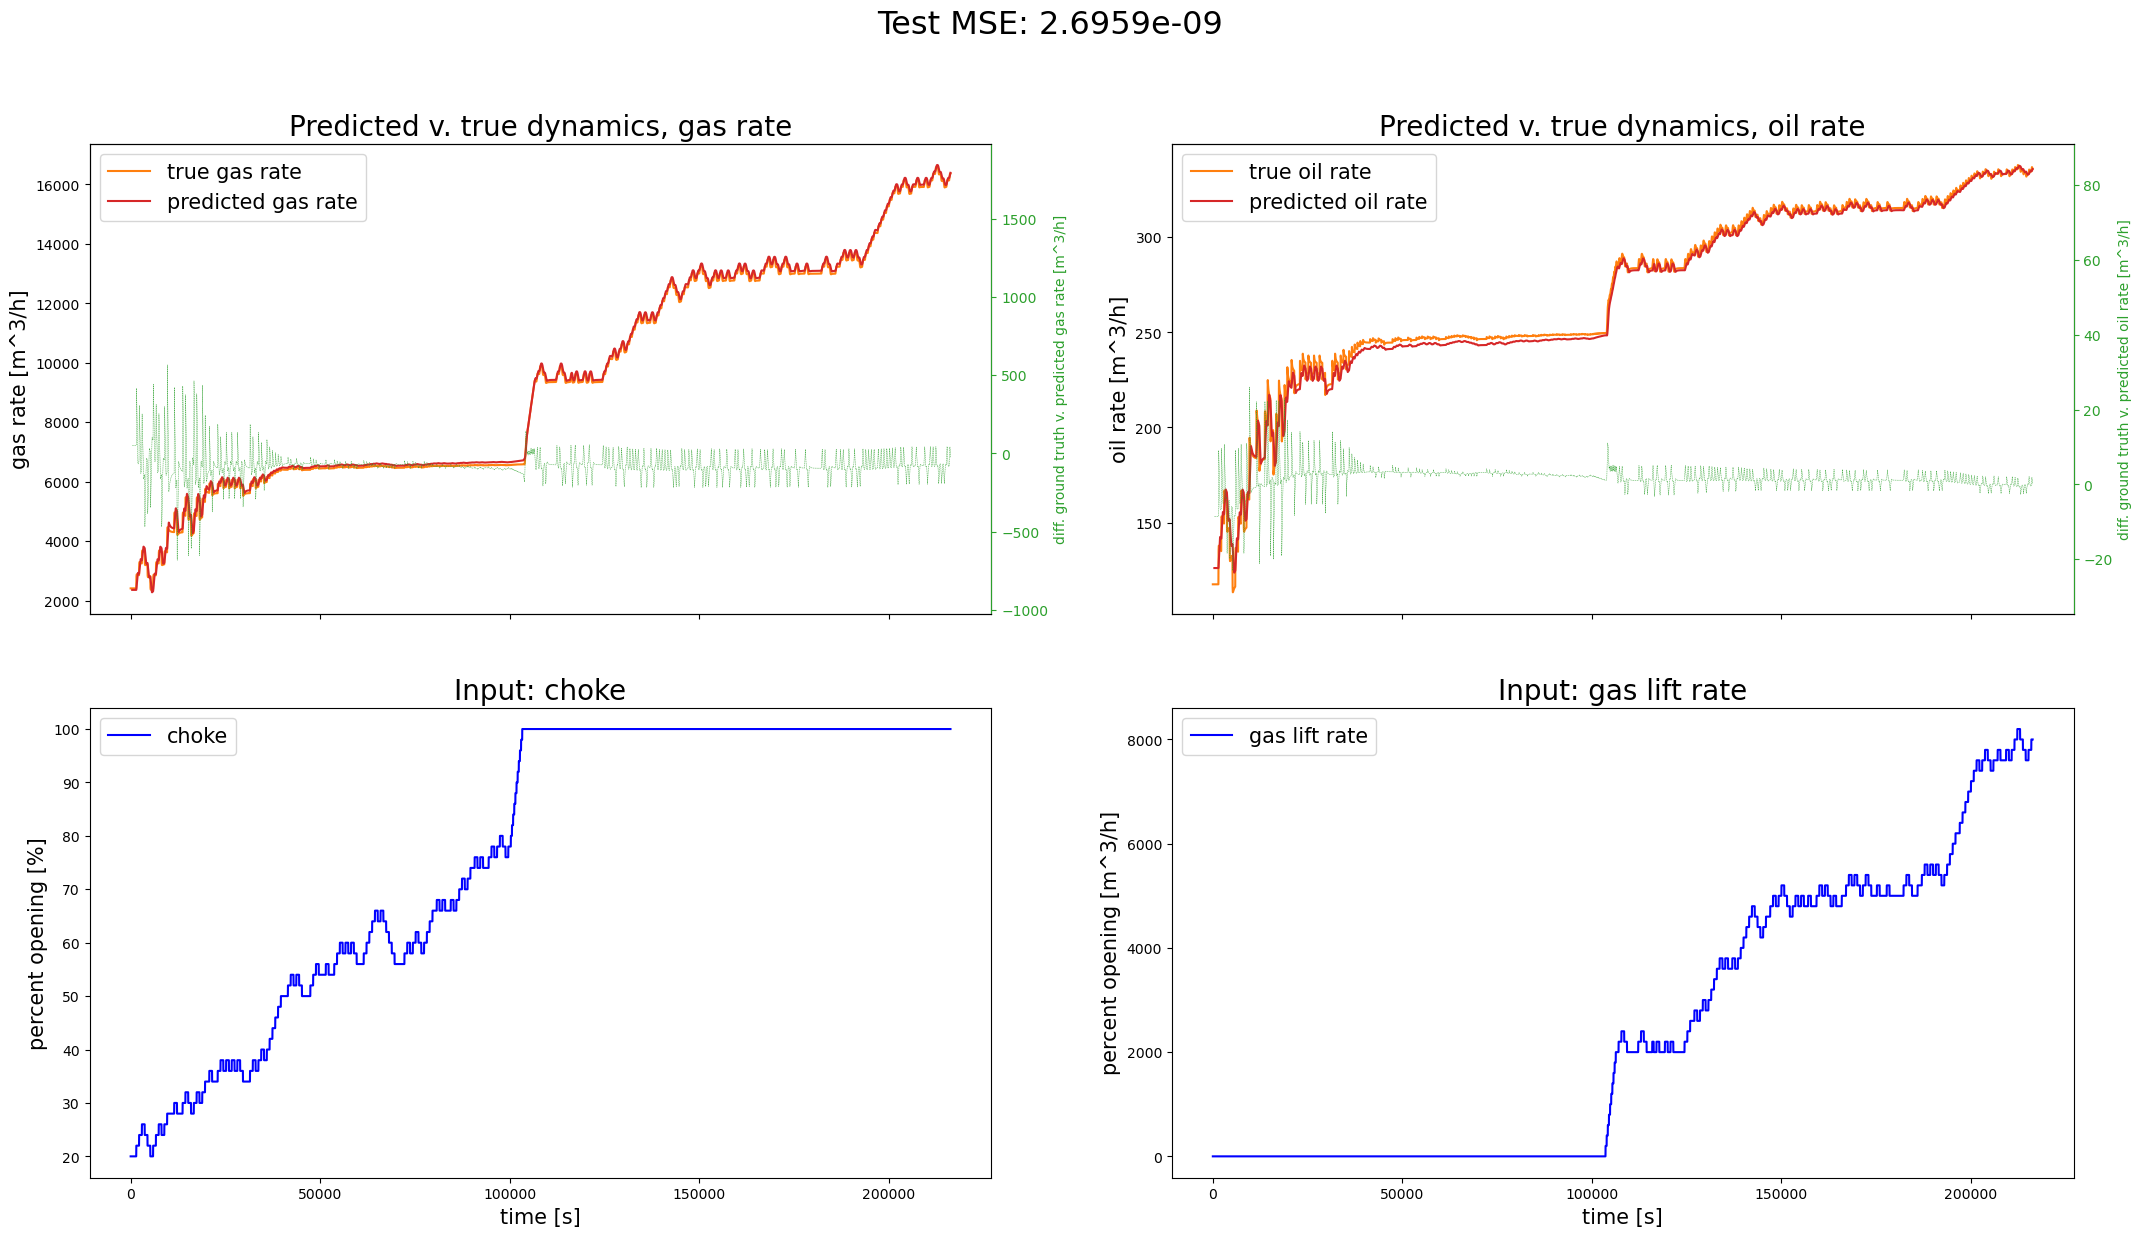 Test MSE: 2.6959e-09
Predicted v. true dynamics, gas rate
true gas rate
predicted gas rate
gas rate [m^3/h]
16000
14000
12000
10000
8000
6000
4000
2000
1500
1000
500
0
−500
−1000
diff. ground truth v. predicted gas rate [m^3/h]
Predicted v. true dynamics, oil rate
true oil rate
predicted oil rate
oil rate [m^3/h]
300
250
200
150
80
60
40
20
0
−20
diff. ground truth v. predicted oil rate [m^3/h]
Input: choke
choke
percent opening [%]
100
90
80
70
60
50
40
30
20
0
50000
100000
150000
200000
time [s]
Input: gas lift rate
gas lift rate
percent opening [m^3/h]
8000
6000
4000
2000
0
0
50000
100000
150000
200000
time [s]